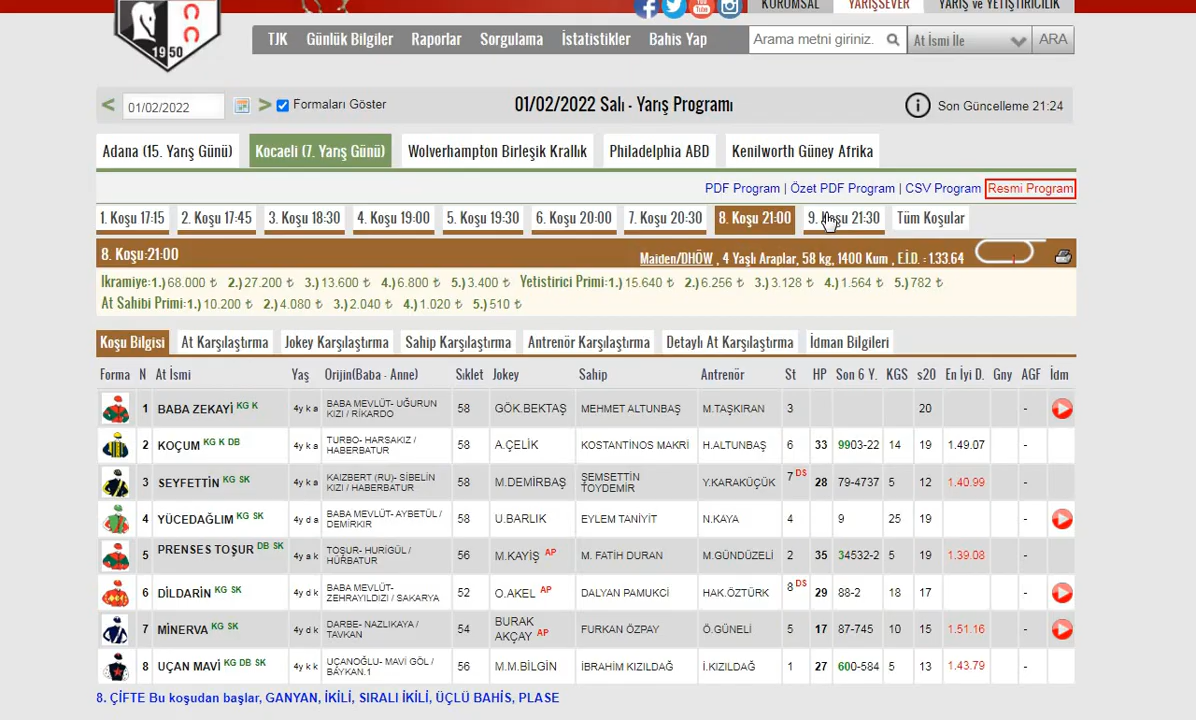 KURUMSAL YARIŞSEVER YARIŞ ve YETİŞTİRİCİLİK
C
C
1950
You
Tube
TJK Günlük Bilgiler Raporlar Sorgulama İstatistikler Bahis Yap Arama metni giriniz. At İsmi İle ARA
< 01/02/2022 > Formaları Göster 01/02/2022 Salı - Yarış Programı Son Güncelleme 21:24
Adana (15. Yarış Günü) Kocaeli (7. Yarış Günü) Wolverhampton Birleşik Krallık Philadelphia ABD Kenilworth Güney Afrika
PDF Program | Özet PDF Program | CSV Program Resmi Program
1. Koşu 17:15 2. Koşu 17:45 3. Koşu 18:30 4. Koşu 19:00 5. Koşu 19:30 6. Koşu 20:00 7. Koşu 20:30 8. Koşu 21:00 9. Koşu 21:30 Tüm Koşular
8. Koşu:21:00 Maiden/DHÖW , 4 Yaşlı Araplar, 58 kg, 1400 Kum , E.İ.D. : 1.33.64
İkramiye:1.) 68.000 ₺ 2.) 27.200 ₺ 3.) 13.600 ₺ 4.) 6.800 ₺ 5.) 3.400 ₺ Yetistirici Primi:1.) 15.640 ₺ 2.) 6.256 ₺ 3.) 3.128 ₺ 4.) 1.564 ₺ 5.) 782 ₺
At Sahibi Primi:1.) 10.200 ₺ 2.) 4.080 ₺ 3.) 2.040 ₺ 4.) 1.020 ₺ 5.) 510 ₺
Koşu Bilgisi At Karşılaştırma Jokey Karşılaştırma Sahip Karşılaştırma Antrenör Karşılaştırma Detaylı At Karşılaştırma İdman Bilgileri
Forma N At İsmi Yaş Orijin(Baba - Anne) Sıklet Jokey Sahip Antrenör St HP Son 6 Y. KGS s20 En İyi D. Gny AGF İdm
1 BABA ZEKAYİ KG K 4y k a BABA MEVLÜT- UĞURUN KIZI / RİKARDO 58 GÖK.BEKTAŞ MEHMET ALTUNBAŞ M.TAŞKIRAN 3 20 -
2 KOÇUM KG K DB 4y k a TURBO- HARSAKIZ / HABERBATUR 58 A.ÇELİK KOSTANTİNOS MAKRİ H.ALTUNBAŞ 6 33 9903-22 14 19 1.49.07 -
3 SEYFETTİN KG SK 4y k a KAIZBERT (RU)- SİBELİN KIZI / HABERBATUR 58 M.DEMİRBAŞ ŞEMSETTİN TOYDEMİR Y.KARAKÜÇÜK 7 DS 28 79-4737 5 12 1.40.99 -
4 YÜCEDAĞLIM KG SK 4y d a BABA MEVLÜT- AYBETÜL / DEMİRKIR 58 U.BARLIK EYLEM TANİYİT N.KAYA 4 9 25 19 -
5 PRENSES TOŞUR DB SK 4y a k TOŞUR- HURİGÜL / HÜRBATUR 56 M.KAYİŞ AP M. FATİH DURAN M.GÜNDÜZELİ 2 35 34532-2 5 19 1.39.08 -
6 DİLDARİN KG SK 4y d k BABA MEVLÜT- ZEHRAYILDIZI / SAKARYA 52 O.AKEL AP DALYAN PAMUKCİ HAK.ÖZTÜRK 8 DS 29 88-2 18 17 -
7 MİNERVA KG SK 4y d k DARBE- NAZLIKAYA / TAVKAN 54 BURAK AKÇAY AP FURKAN ÖZPAY Ö.GÜNELİ 5 17 87-745 10 15 1.51.16 -
8 UÇAN MAVİ KG DB SK 4y k k UÇANOĞLU- MAVİ GÖL / BAYKAN.1 56 M.M.BİLGİN İBRAHİM KIZILDAĞ İ.KIZILDAĞ 1 27 600-584 5 13 1.43.79 -
8. ÇİFTE Bu koşudan başlar, GANYAN, İKİLİ, SIRALI İKİLİ, ÜÇLÜ BAHİS, PLASE